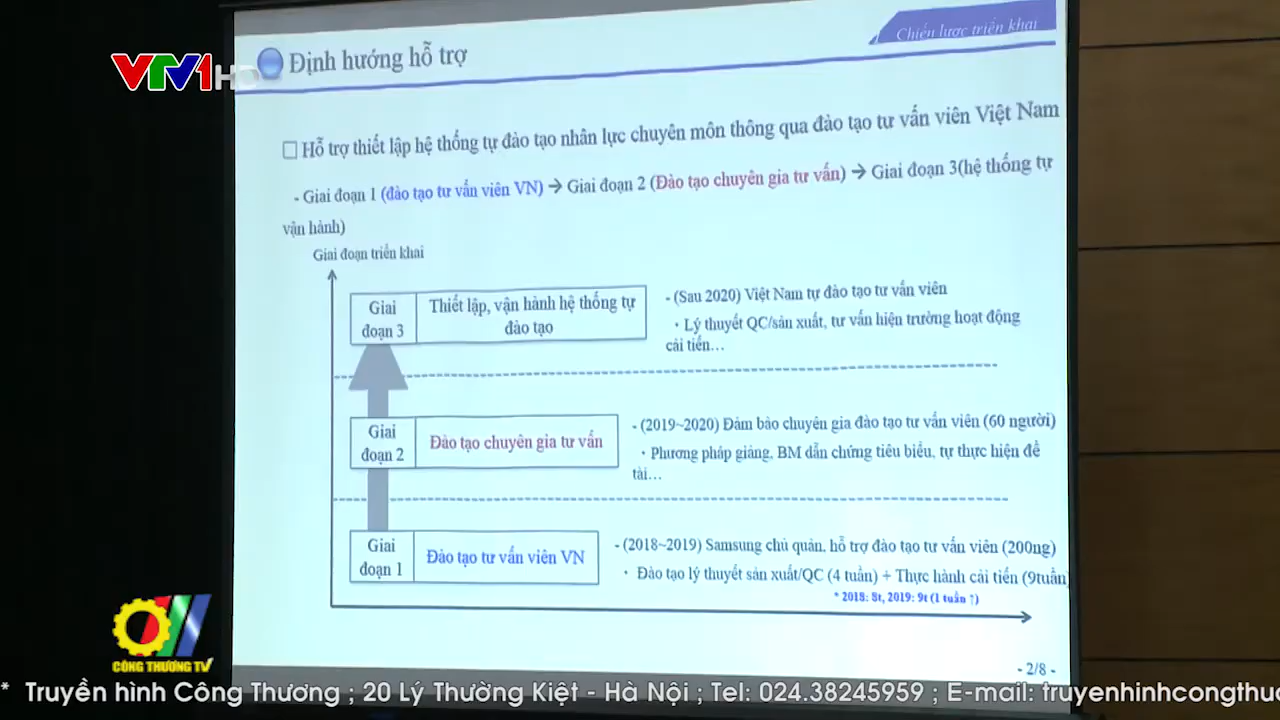 Chiến lược triển khai
VTV1 HD
Định hướng hỗ trợ
□ Hỗ trợ thiết lập hệ thống tự đào tạo nhân lực chuyên môn thông qua đào tạo tư vấn viên Việt Nam
- Giai đoạn 1 (đào tạo tư vấn viên VN) → Giai đoạn 2 (Đào tạo chuyên gia tư vấn) → Giai đoạn 3(hệ thống tự
vận hành)
Giai đoạn triển khai
Giai
đoạn 3
Thiết lập, vận hành hệ thống tự
đào tạo
- (Sau 2020) Việt Nam tự đào tạo tư vấn viên
· Lý thuyết QC/sản xuất, tư vấn hiện trường hoạt động
cải tiến…
Giai
đoạn 2
Đào tạo chuyên gia tư vấn
- (2019~2020) Đảm bảo chuyên gia đào tạo tư vấn viên (60 người)
· Phương pháp giảng, BM dẫn chứng tiêu biểu, tự thực hiện đề
tài…
Giai
đoạn 1
Đào tạo tư vấn viên VN
- (2018~2019) Samsung chủ quản, hỗ trợ đào tạo tư vấn viên (200ng)
· Đào tạo lý thuyết sản xuất/QC (4 tuần) + Thực hành cải tiến (9tuần)
* 2018: 8t, 2019: 9t (1 tuần ↑)
- 2/8 -
CÔNG THƯƠNG TV
* Truyền hình Công Thương ; 20 Lý Thường Kiệt - Hà Nội ; Tel: 024.38245959 ; E-mail: truyenhinhcongthuo